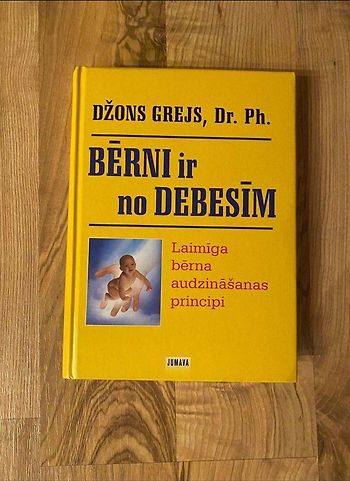 DŽONS GREJS, Dr. Ph.
BĒRNI ir
no DEBESĪM
Laimīga
bērna
audzināšanas
principi
JUMAVA